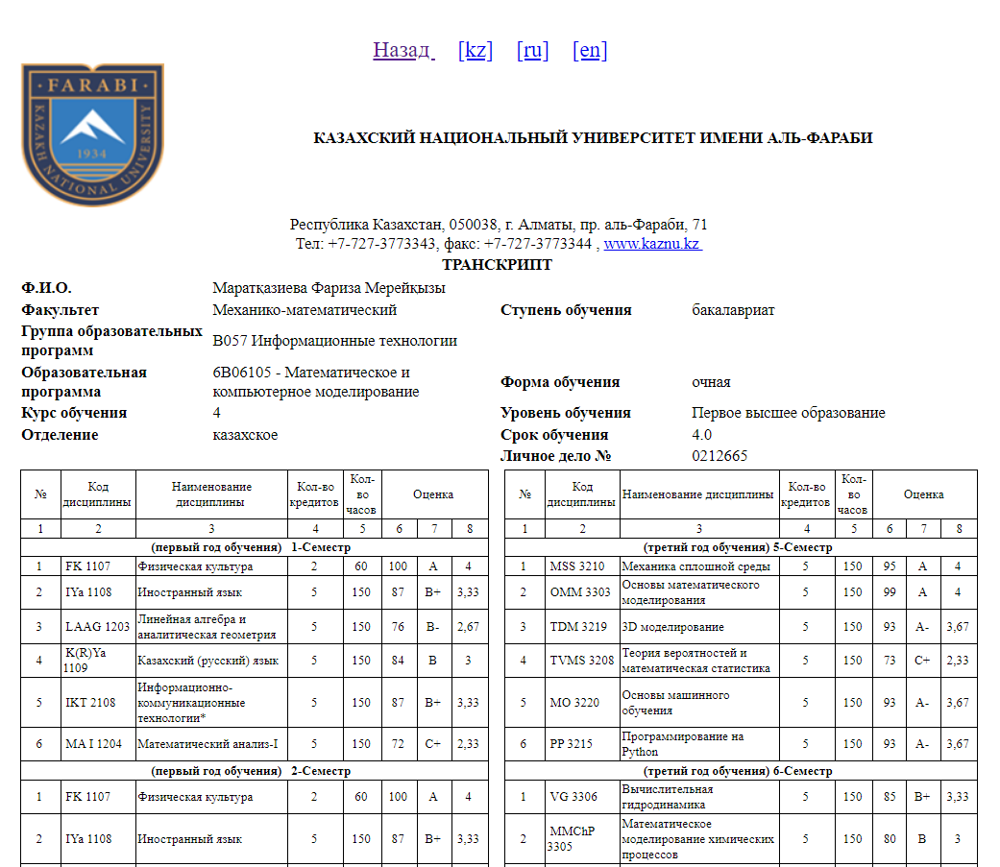 Назад [kz] [ru] [en]
FARABI
KAZAKH NATIONAL UNIVERSITY
1934
КАЗАХСКИЙ НАЦИОНАЛЬНЫЙ УНИВЕРСИТЕТ ИМЕНИ АЛЬ-ФАРАБИ
Республика Казахстан, 050038, г. Алматы, пр. аль-Фараби, 71
Тел: +7-727-3773343, факс: +7-727-3773344 , www.kaznu.kz
ТРАНСКРИПТ
Ф.И.О. Маратқазиева Фариза Мерейқызы
Факультет Механико-математический Ступень обучения бакалавриат
Группа образовательных
программ
B057 Информационные технологии
Образовательная
программа
6B06105 - Математическое и
компьютерное моделирование
Форма обучения очная
Курс обучения 4 Уровень обучения Первое высшее образование
Отделение казахское Срок обучения 4.0
Личное дело № 0212665
№
Код
дисциплины
Наименование
дисциплины
Кол-во
кредитов
Кол-
во
часов
Оценка
1 2 3 4 5 6 7 8
(первый год обучения) 1-Семестр
1 FK 1107 Физическая культура 2 60 100 A 4
2 IYa 1108 Иностранный язык 5 150 87 B+ 3,33
3 LAAG 1203 Линейная алгебра и
аналитическая геометрия 5 150 76 B- 2,67
4 K(R)Ya
1109 Казахский (русский) язык 5 150 84 B 3
5 IKT 2108 Информационно-
коммуникационные
технологии* 5 150 87 B+ 3,33
6 MA I 1204 Математический анализ-I 5 150 72 C+ 2,33
(первый год обучения) 2-Семестр
1 FK 1107 Физическая культура 2 60 100 A 4
2 IYa 1108 Иностранный язык 5 150 87 B+ 3,33
№
Код
дисциплины
Наименование дисциплины
Кол-во
кредитов
Кол-
во
часов
Оценка
1 2 3 4 5 6 7 8
(третий год обучения) 5-Семестр
1 MSS 3210 Механика сплошной среды 5 150 95 A 4
2 OMM 3303 Основы математического
моделирования 5 150 99 A 4
3 TDM 3219 3D моделирование 5 150 93 A- 3,67
4 TVMS 3208 Теория вероятностей и
математическая статистика 5 150 73 C+ 2,33
5 MO 3220 Основы машинного
обучения 5 150 93 A- 3,67
6 PP 3215 Программирование на
Python 5 150 93 A- 3,67
(третий год обучения) 6-Семестр
1 VG 3306 Вычислительная
гидродинамика 5 150 85 B+ 3,33
2 MMChP
3305 Математическое
моделирование химических
процессов 5 150 80 B 3